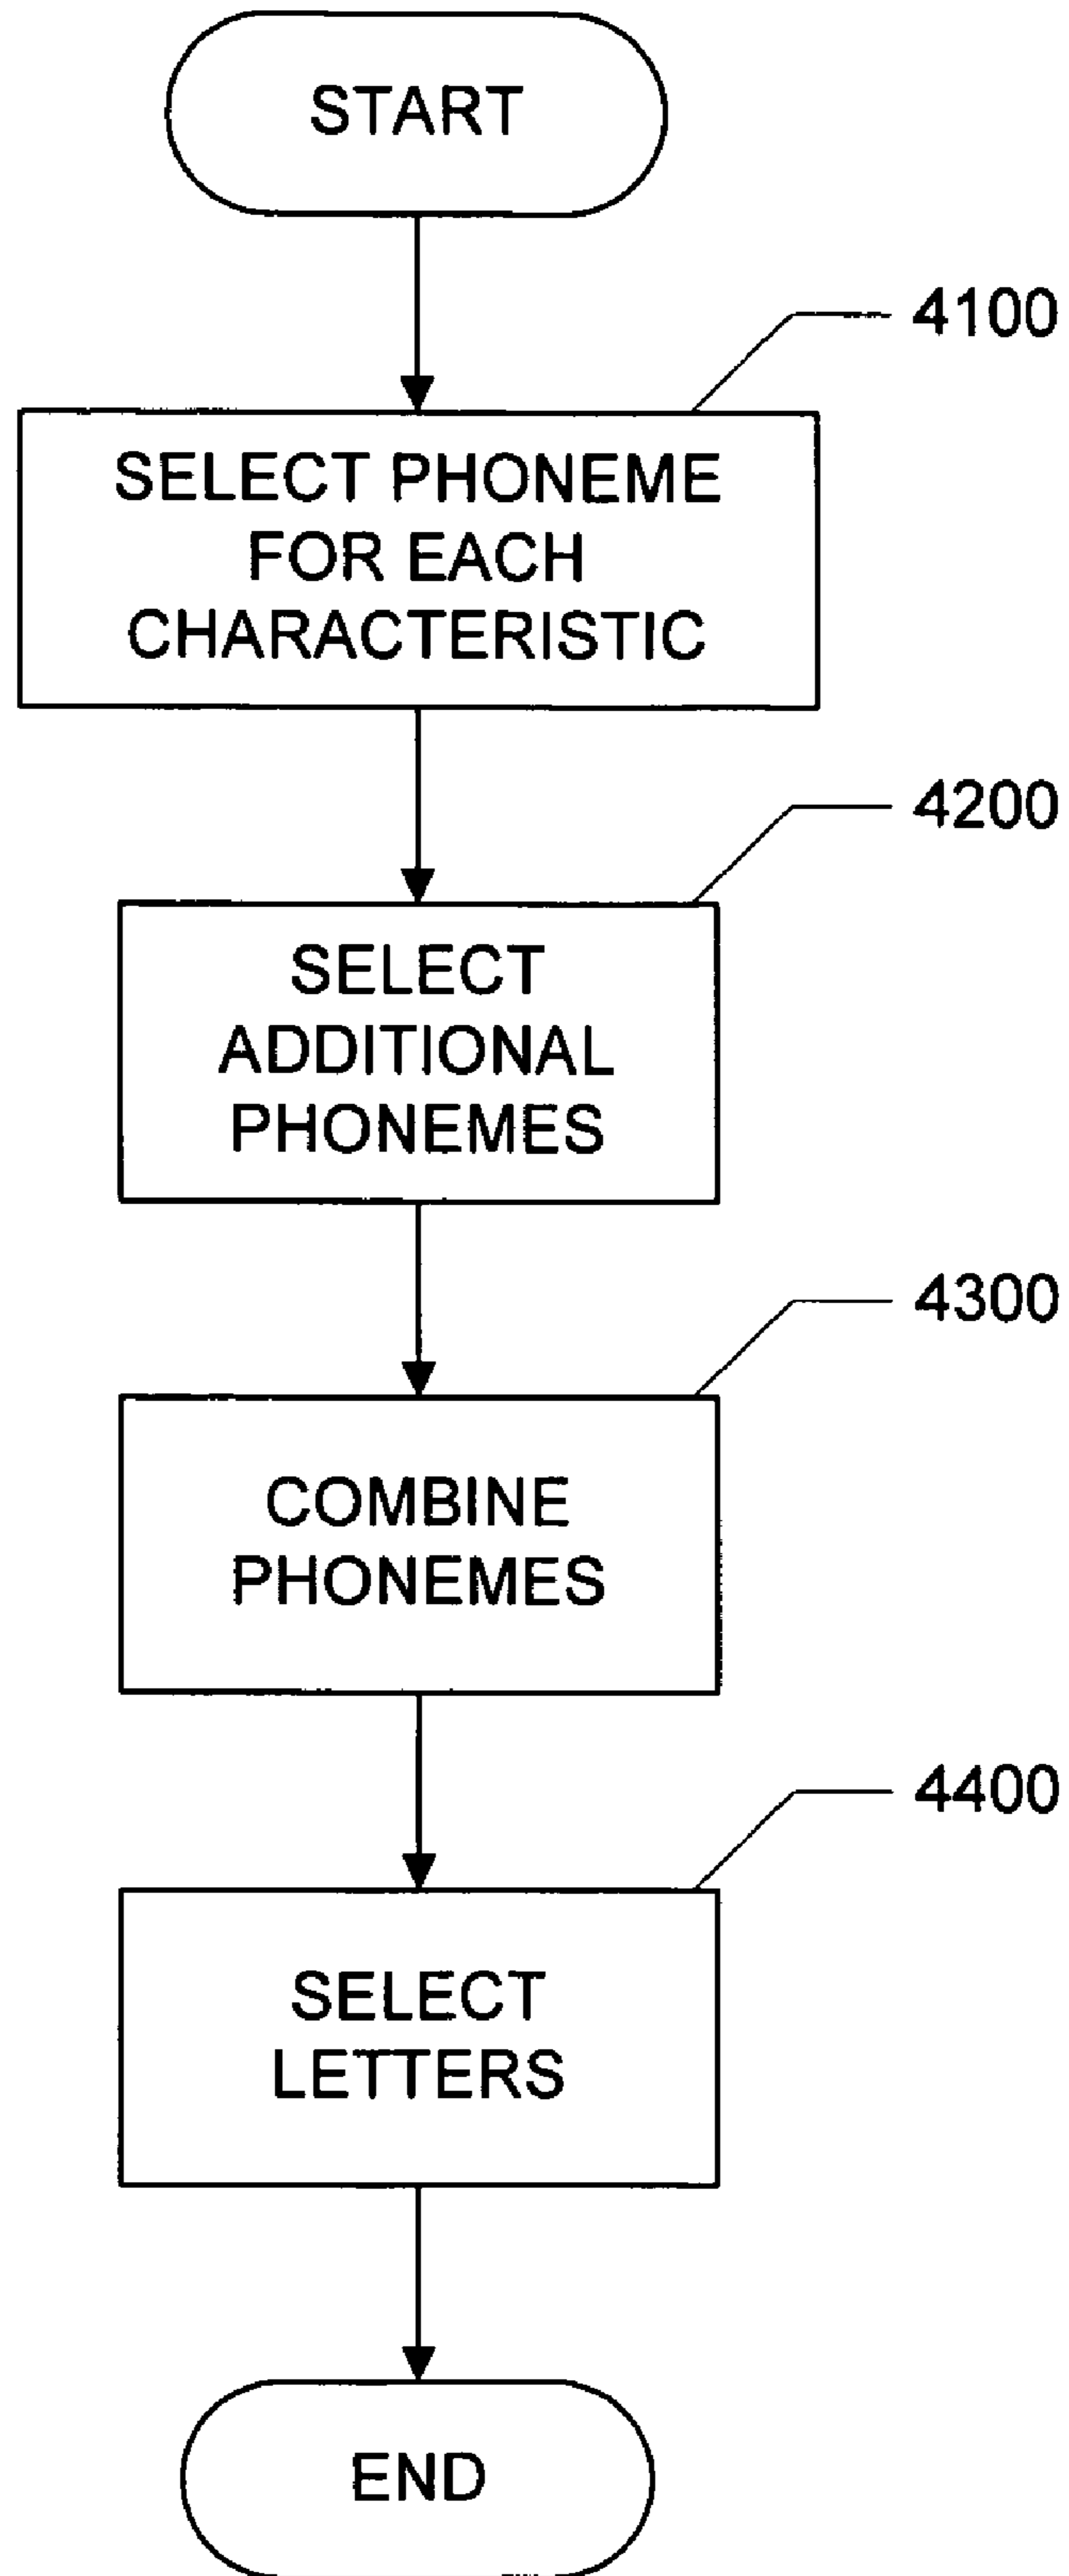 START
4100
SELECT PHONEME
FOR EACH
CHARACTERISTIC
4200
SELECT
ADDITIONAL
PHONEMES
4300
COMBINE
PHONEMES
4400
SELECT
LETTERS
END